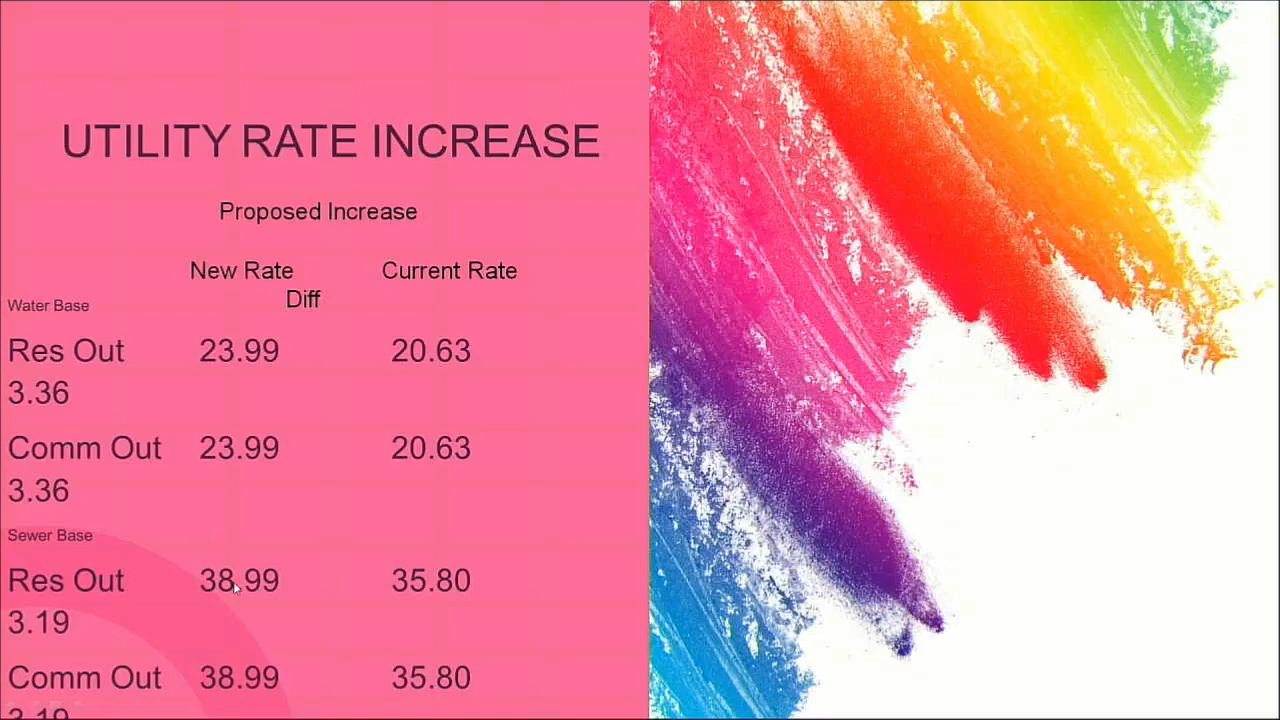 UTILITY RATE INCREASE
Proposed Increase
New Rate Current Rate
Diff
Water Base
Res Out 23.99 20.63
3.36
Comm Out 23.99 20.63
3.36
Sewer Base
Res Out 38.99 35.80
3.19
Comm Out 38.99 35.80
3.19